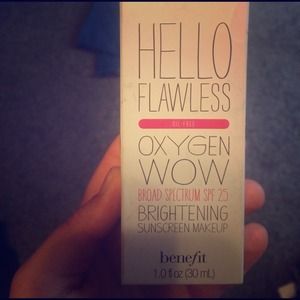 HELLO
FLAWLESS
OIL-FREE
OXYGEN
WOW
BROAD SPECTRUM SPF 25
BRIGHTENING
SUNSCREEN MAKEUP
benefit
1.0 fl oz (30 mL)